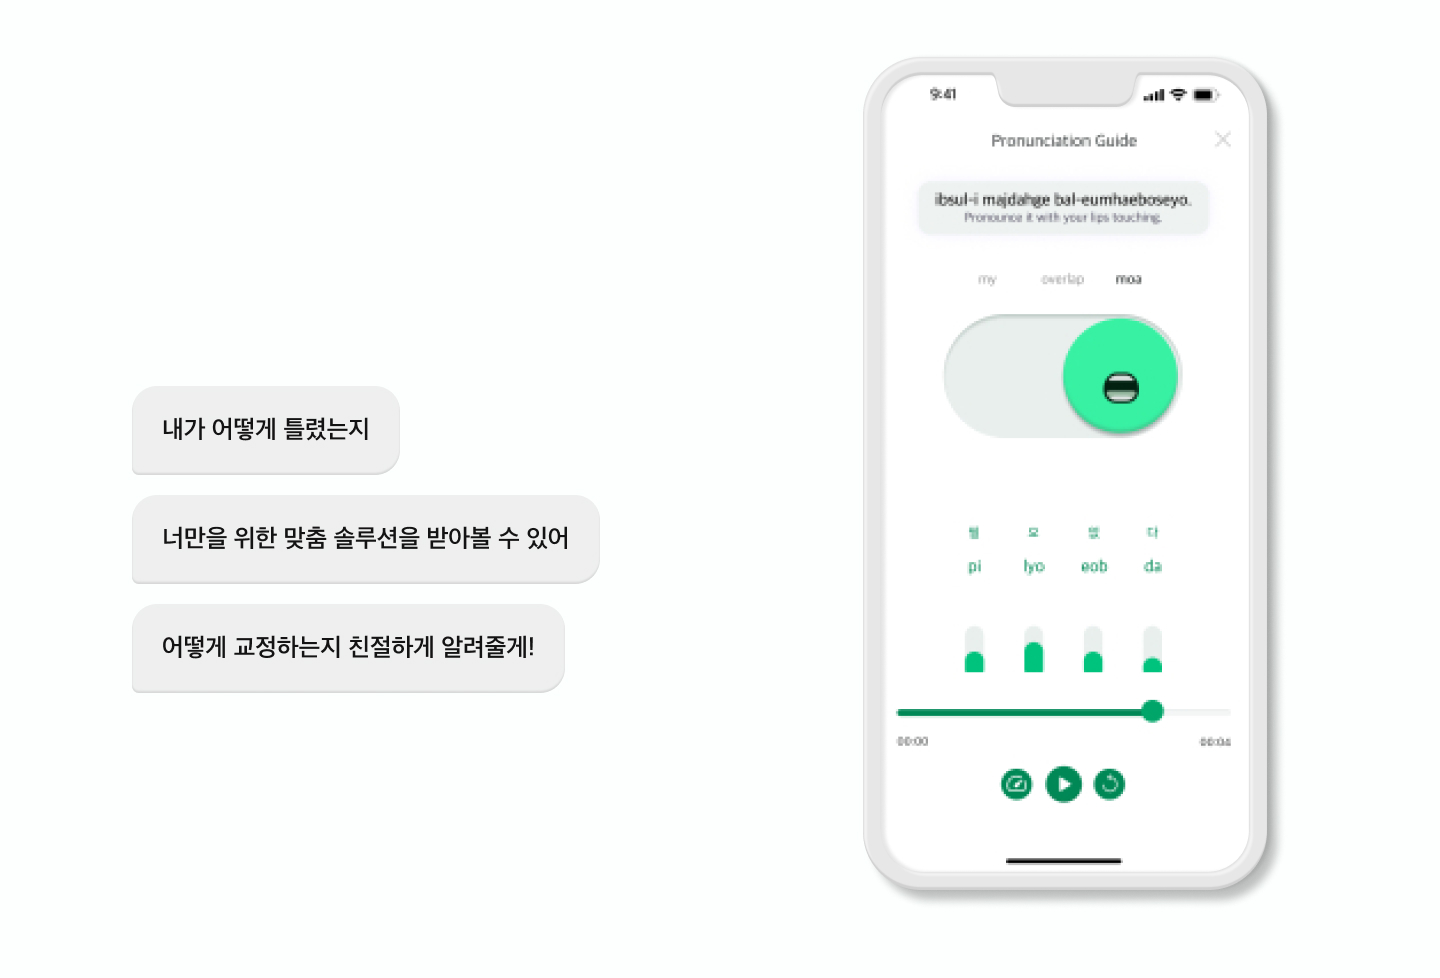 내가 어떻게 틀렸는지
너만을 위한 맞춤 솔루션을 받아볼 수 있어
어떻게 교정하는지 친절하게 알려줄게!
9:41
Pronunciation Guide
ibsul-i majdahge bal-eumhaeboseyo.
Pronounce it with your lips touching.
my overlap moa
요 없 다
pi lyo eob da
00:00 00:04